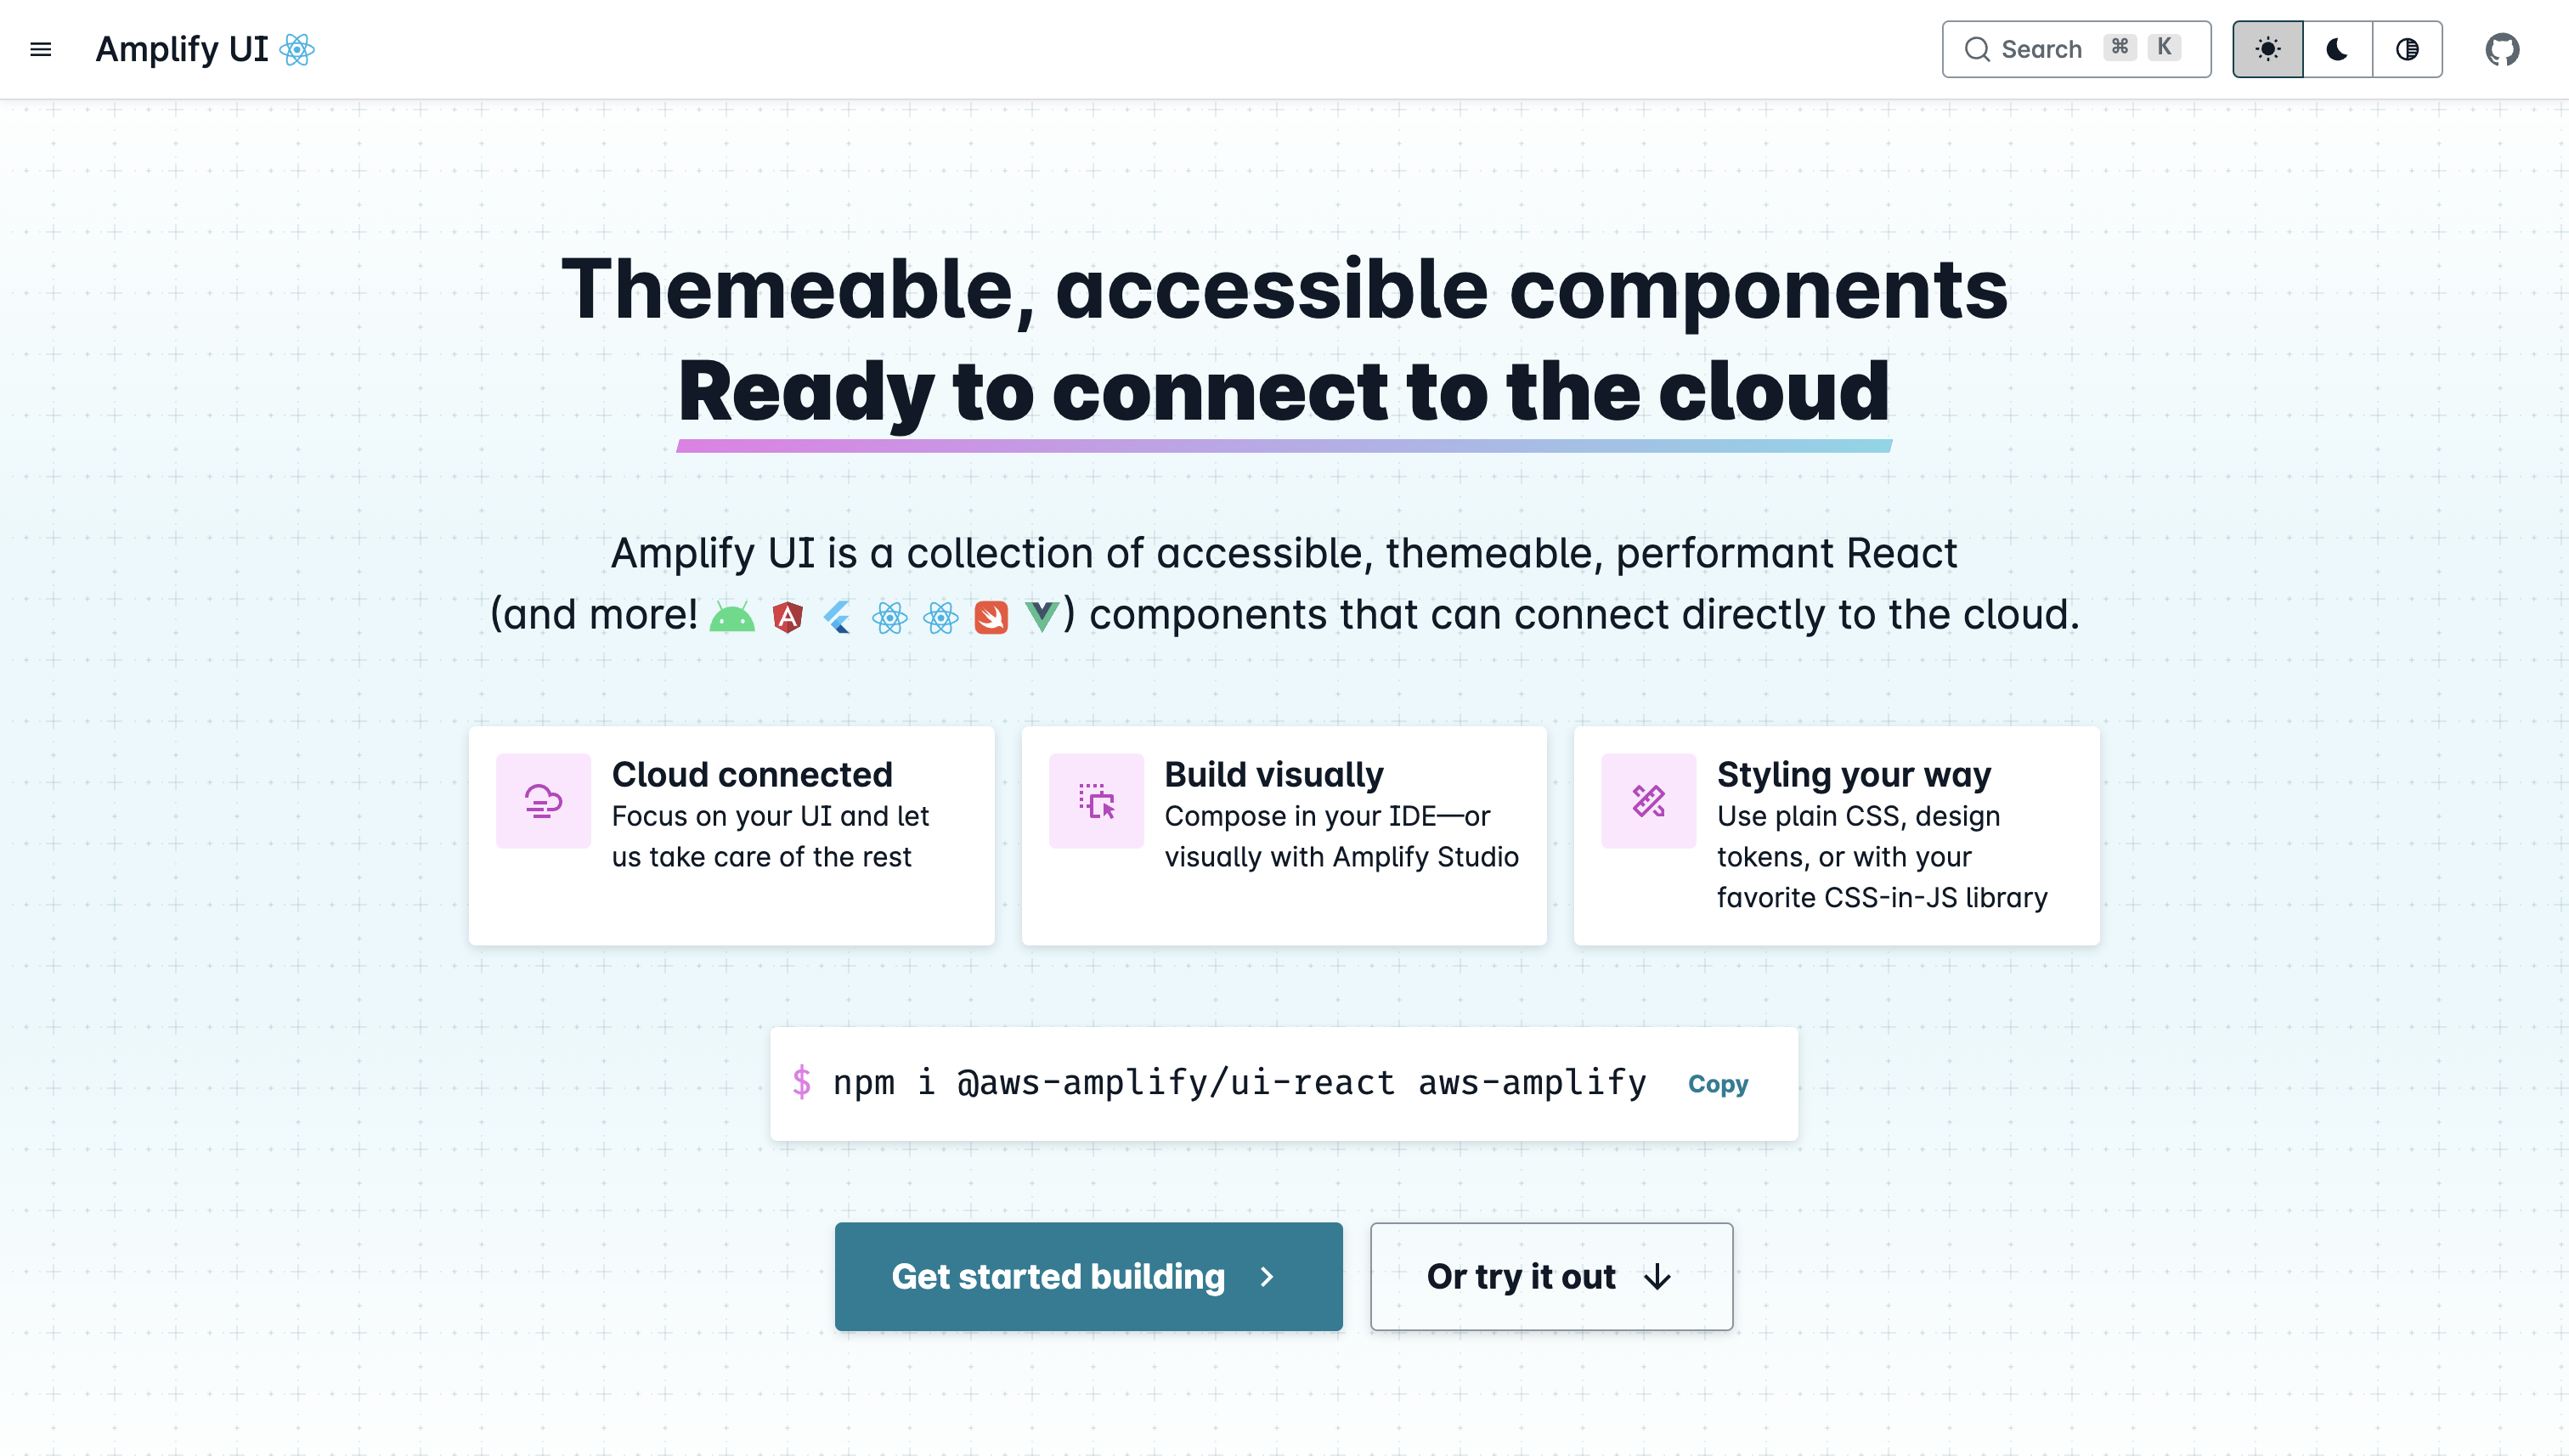 Amplify UI
Search ⌘ K
Themeable, accessible components
Ready to connect to the cloud
Amplify UI is a collection of accessible, themeable, performant React
(and more! ) components that can connect directly to the cloud.
Cloud connected
Focus on your UI and let
us take care of the rest
Build visually
Compose in your IDE—or
visually with Amplify Studio
Styling your way
Use plain CSS, design
tokens, or with your
favorite CSS-in-JS library
$ npm i @aws-amplify/ui-react aws-amplify Copy
Get started building
Or try it out